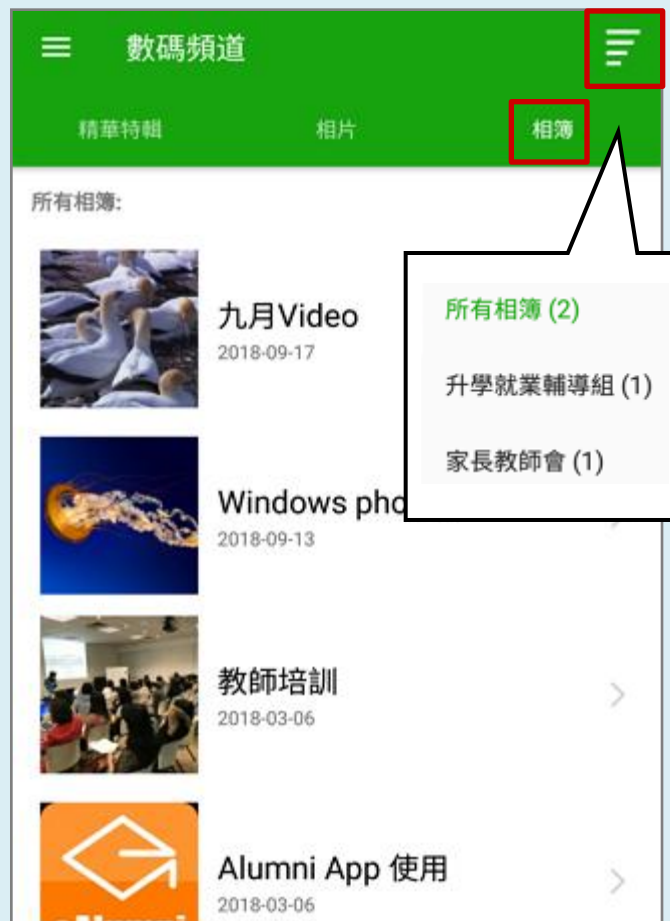 數碼頻道
精華特輯 相片 相簿
所有相簿:
九月Video
2018-09-17
所有相簿 (2)
升學就業輔導組 (1)
家長教師會 (1)
Windows pho
2018-09-13
教師培訓
2018-03-06
Alumni App 使用
2018-03-06